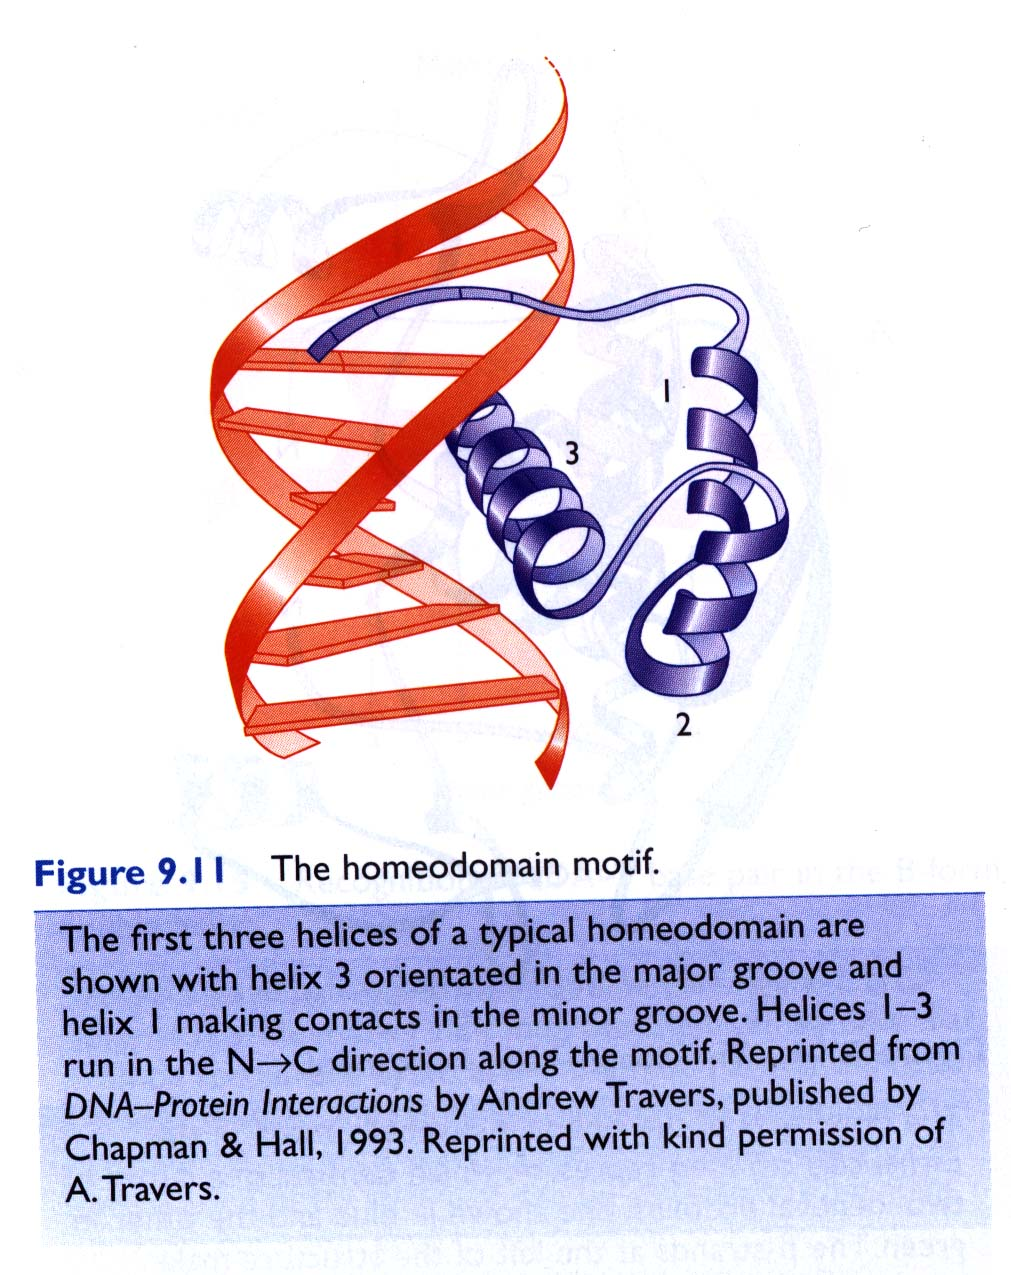 1
3
2
Figure 9.11 The homeodomain motif.
The first three helices of a typical homeodomain are
shown with helix 3 orientated in the major groove and
helix 1 making contacts in the minor groove. Helices 1–3
run in the N→C direction along the motif. Reprinted from
DNA–Protein Interactions by Andrew Travers, published by
Chapman & Hall, 1993. Reprinted with kind permission of
A. Travers.